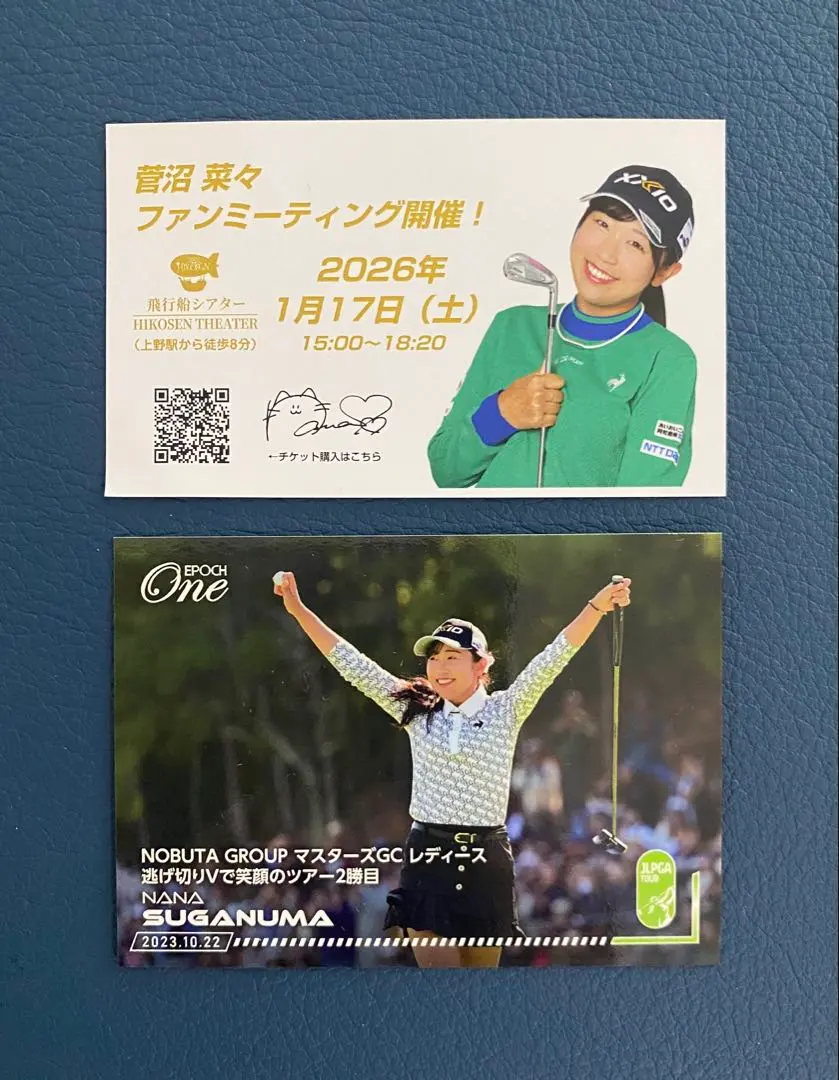 菅沼 菜々
ファンミーティング開催！
飛行船シアター
HIKOSEN THEATER
（上野駅から徒歩8分）
2026年
1月17日（土）
15:00〜18:20
←チケット購入はこちら
XXIO
NTT D
EPOCH
One
XXIO
NOBUTA GROUP マスターズGC レディース
逃げ切りVで笑顔のツアー2勝目
NANA
SUGANUMA
2023.10.22
JLPGA
TOUR